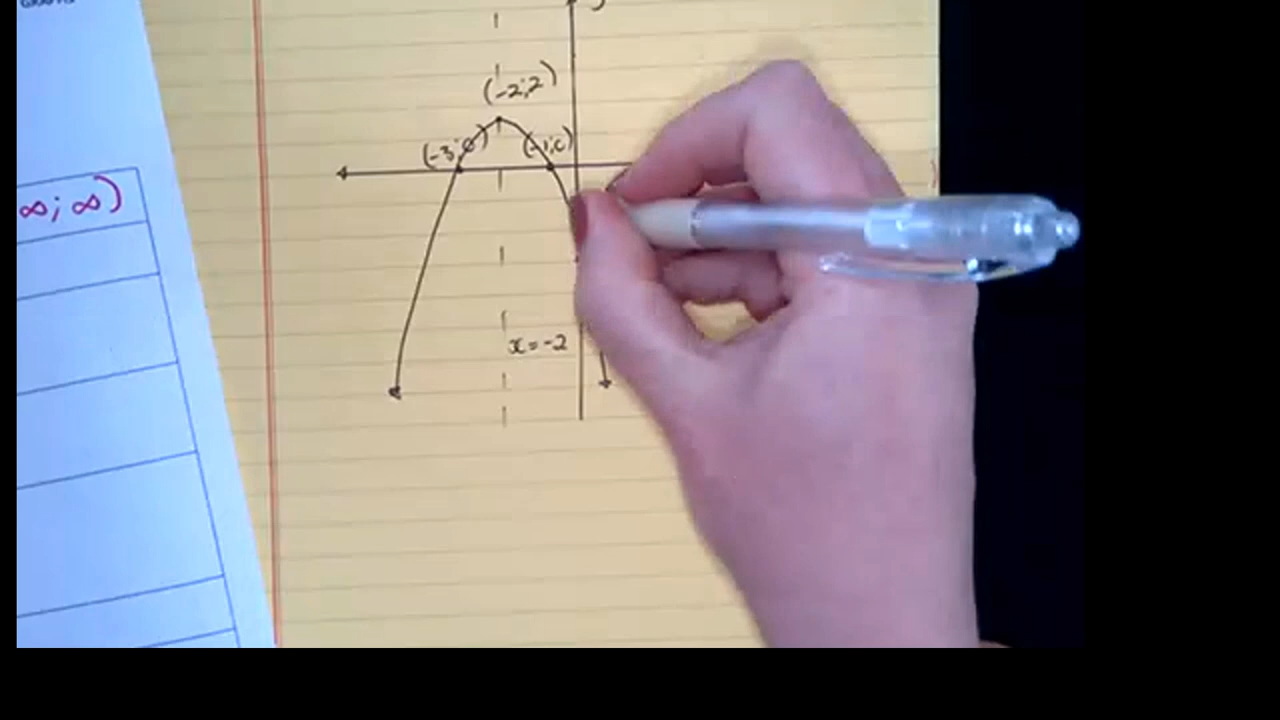 y
(-2;2)
(-3;0)
(-1;0)
∞; ∞)
x=-2